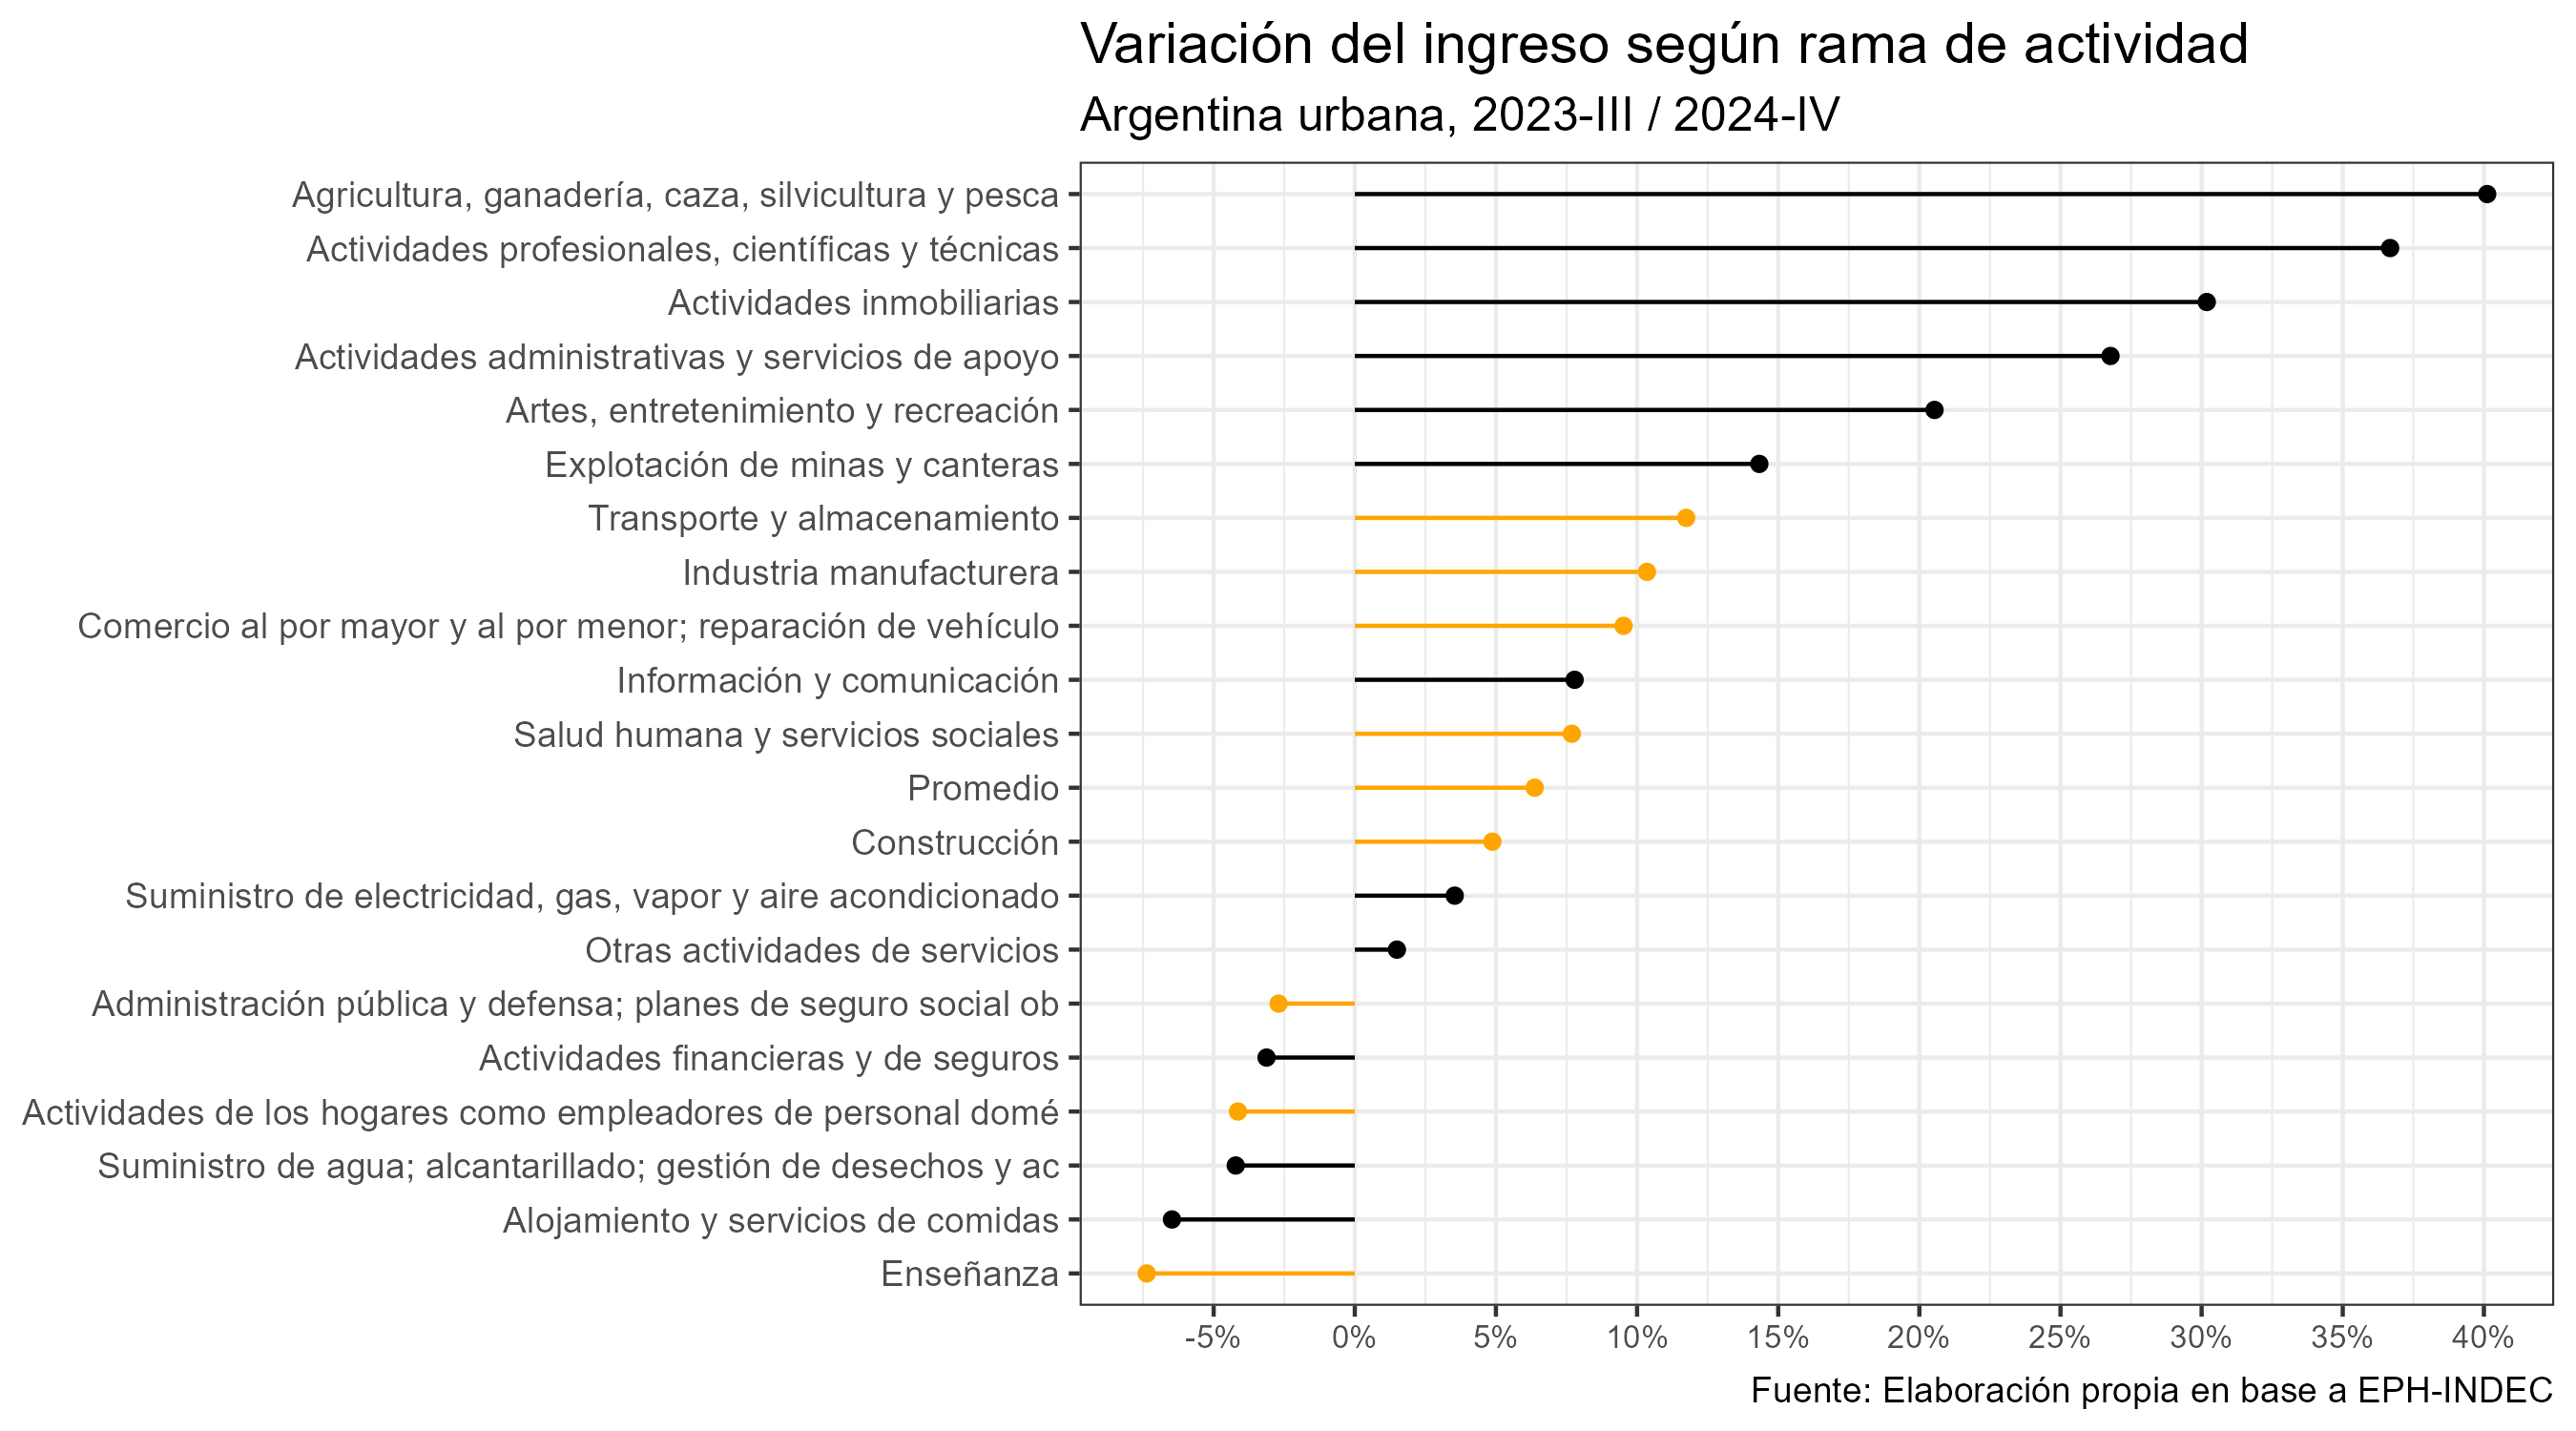 Variación del ingreso según rama de actividad
Argentina urbana, 2023-III / 2024-IV
Agricultura, ganadería, caza, silvicultura y pesca
Actividades profesionales, científicas y técnicas
Actividades inmobiliarias
Actividades administrativas y servicios de apoyo
Artes, entretenimiento y recreación
Explotación de minas y canteras
Transporte y almacenamiento
Industria manufacturera
Comercio al por mayor y al por menor; reparación de vehículo
Información y comunicación
Salud humana y servicios sociales
Promedio
Construcción
Suministro de electricidad, gas, vapor y aire acondicionado
Otras actividades de servicios
Administración pública y defensa; planes de seguro social ob
Actividades financieras y de seguros
Actividades de los hogares como empleadores de personal domé
Suministro de agua; alcantarillado; gestión de desechos y ac
Alojamiento y servicios de comidas
Enseñanza
-5% 0% 5% 10% 15% 20% 25% 30% 35% 40%
Fuente: Elaboración propia en base a EPH-INDEC